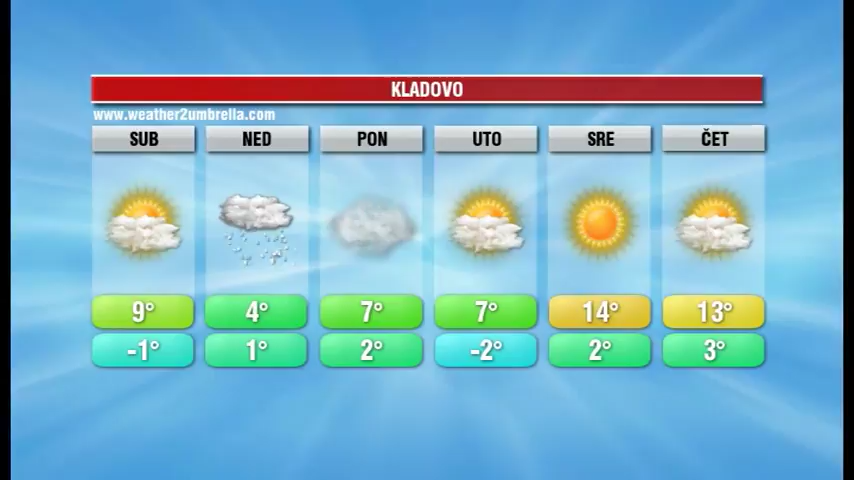 KLADOVO
www.weather2umbrella.com
SUB NED PON UTO SRE ČET
9° 4° 7° 7° 14° 13°
-1° 1° 2° -2° 2° 3°